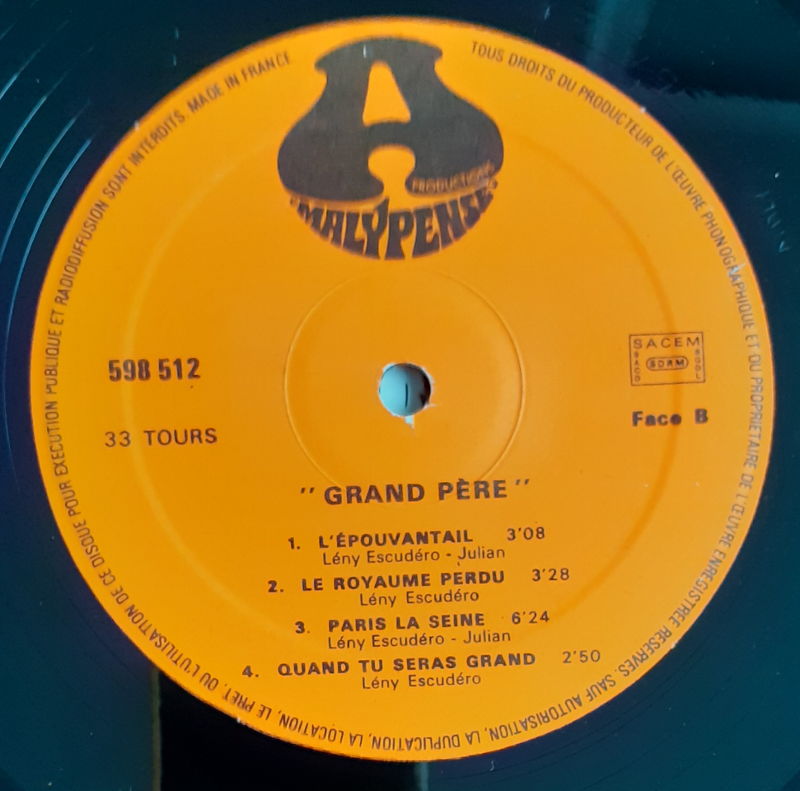 TOUS DROITS DU PRODUCTEUR DE L'ŒUVRE PHONOGRAPHIQUE ET DU PROPRIETAIRE DE L'ŒUVRE ENREGISTREE RESERVES. SAUF AUTORISATION, LA DUPLICATION, LA LOCATION, LE PRET, OU L'UTILISATION DE CE DISQUE POUR EXECUTION PUBLIQUE ET RADIODIFFUSION SONT INTERDITS. MADE IN FRANCE
A
PRODUCTIONS
"MALYPENSE"
598 512
33 TOURS
SACEM
SACD SDRM SGDL
Face B
"GRAND PÈRE"
1. L'ÉPOUVANTAIL 3'08
Lény Escudéro - Julian
2. LE ROYAUME PERDU 3'28
Lény Escudéro
3. PARIS LA SEINE 6'24
Lény Escudéro - Julian
4. QUAND TU SERAS GRAND 2'50
Lény Escudéro